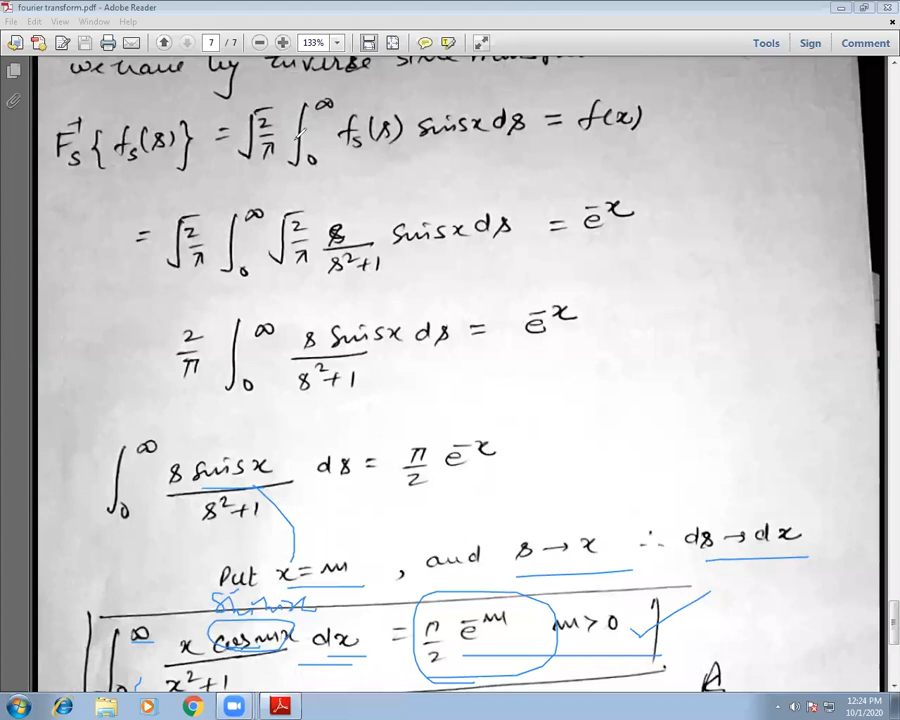 fourier transform.pdf - Adobe Reader
File Edit View Window Help
7 / 7 133% Tools Sign Comment
we have by inverse sine
F_s^{-1} { f_s(s) } = √(2/π) ∫_0^∞ f_s(s) sin sx ds = f(x)
= √(2/π) ∫_0^∞ √(2/π) s/(s²+1) sin sx ds = e^{-x}
2/π ∫_0^∞ s sin sx ds/(s²+1) = e^{-x}
∫_0^∞ s sin sx/(s²+1) ds = π/2 e^{-x}
Put x = m , and s → x ∴ ds → dx
sin mx
∫_0^∞ x cos mx/(x²+1) dx = π/2 e^{-m} m > 0
A
12:24 PM
10/1/2020